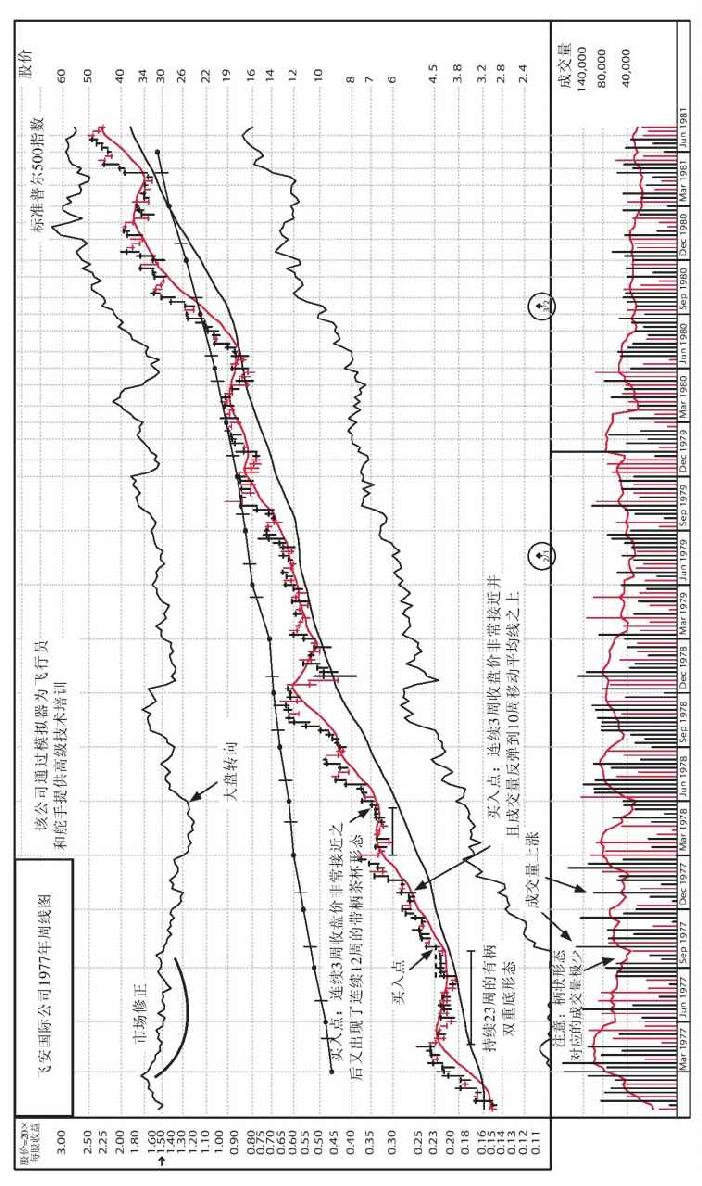 飞安国际公司1977年周线图
该公司通过模拟器为飞行员
和舵手提供高级技术培训
标准普尔500指数
股价
60
50
40
34
30
26
22
19
16
14
12
10
8
7
6
4.5
3.8
3.2
2.8
2.4
成交量
140,000
80,000
40,000
股价=20×
每股收益
3.00
2.50
2.25
2.00
1.80
1.60
1.50
1.40
1.30
1.20
1.10
1.00
0.90
0.80
0.75
0.70
0.65
0.60
0.55
0.50
0.45
0.40
0.35
0.30
0.25
0.23
0.20
0.18
0.16
0.15
0.14
0.13
0.12
0.11
市场修正
大盘转向
买入点：连续3周收盘价非常接近之
后又出现了连续12周的带柄茶杯形态
买入点
持续23周的有柄
双重底形态
买入点：连续3周收盘价非常接近并
且成交量反弹到10周移动平均线之上
成交量上涨
注意：柄状形态
对应的成交量极少
2/1
3/2
Mar 1977
Jun 1977
Sep 1977
Dec 1977
Mar 1978
Jun 1978
Sep 1978
Dec 1978
Mar 1979
Jun 1979
Sep 1979
Dec 1979
Mar 1980
Jun 1980
Sep 1980
Dec 1980
Mar 1981
Jun 1981